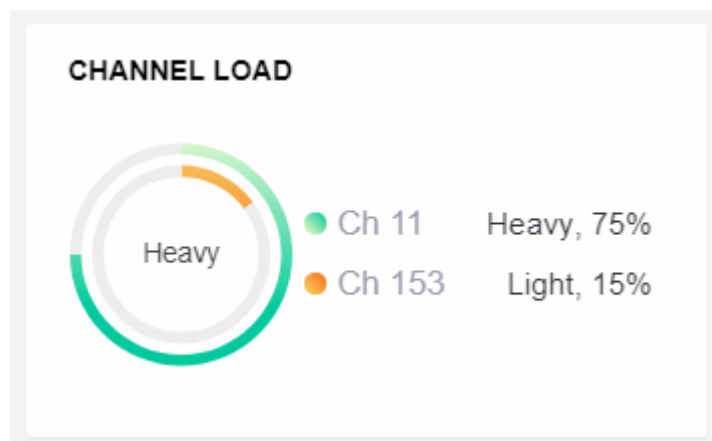 CHANNEL LOAD
Heavy
Ch 11 Heavy, 75%
Ch 153 Light, 15%